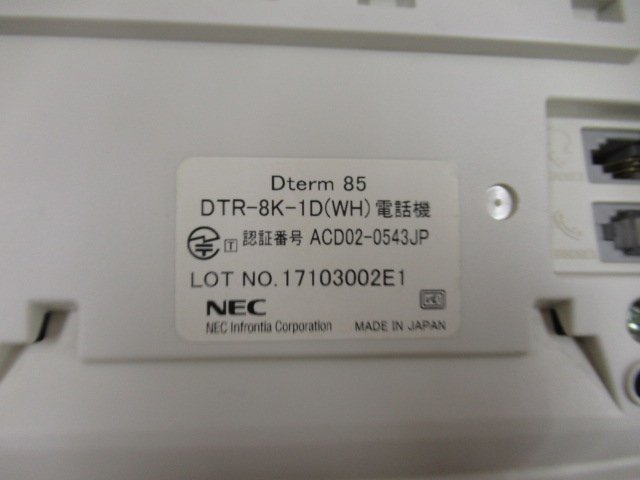 Dterm 85
DTR-8K-1D(WH) 電話機
T 認証番号 ACD02-0543JP
LOT NO.17103002E1
NEC
NEC Infrontia Corporation MADE IN JAPAN